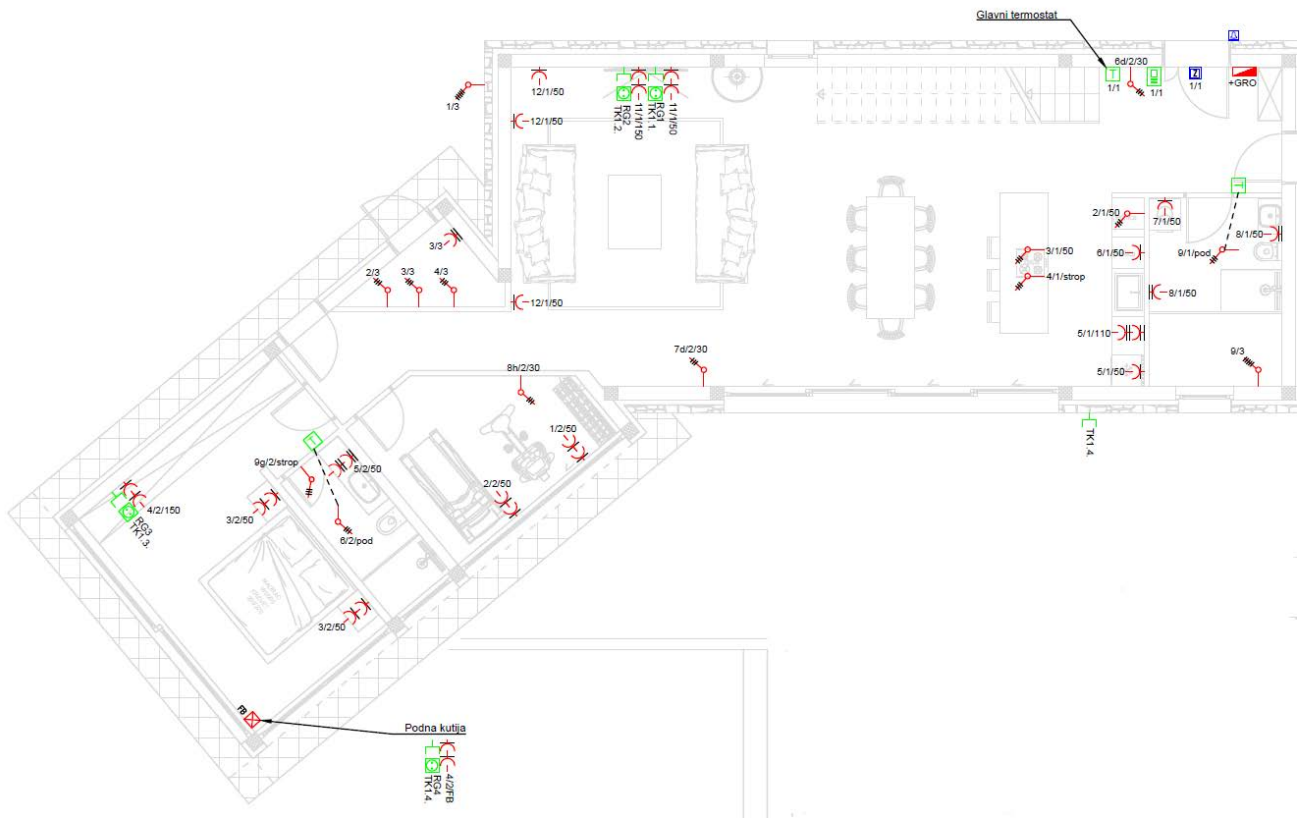 Glavni termostat
6d/2/30
1/1
1/1
1/1
+GRO
1/3
12/1/50
12/1/50
RG2
TK1.2.
11/1/150
RG1
TK1.1.
11/1/50
T
T
Z
2/1/50
7/1/50
8/1/50
3/3
2/3
3/3
4/3
3/1/50
4/1/strop
6/1/50
9/1/pod
12/1/50
8/1/50
5/1/110
5/1/50
7d/2/30
9/3
8h/2/30
TK1.4.
1/2/50
T
9g/2/strop
5/2/50
2/2/50
4/2/150
RG3
TK1.3.
3/2/50
6/2/pod
3/2/50
FB
Podna kutija
4/2/FB
RG4
TK1.4.